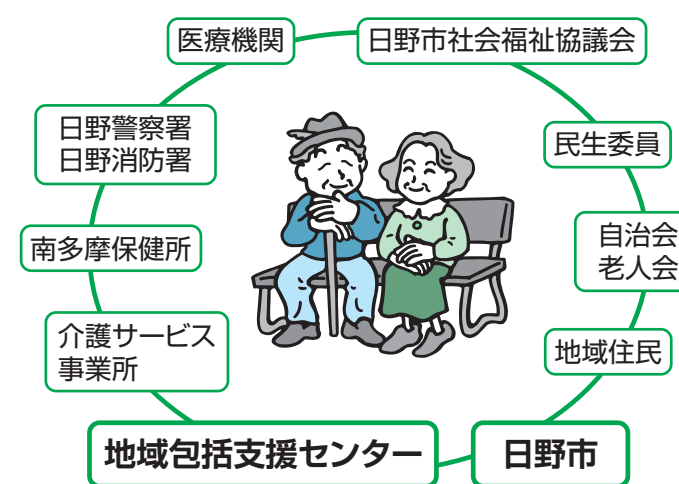 医療機関
日野市社会福祉協議会
日野警察署
日野消防署
民生委員
南多摩保健所
自治会
老人会
介護サービス
事業所
地域住民
地域包括支援センター
日野市